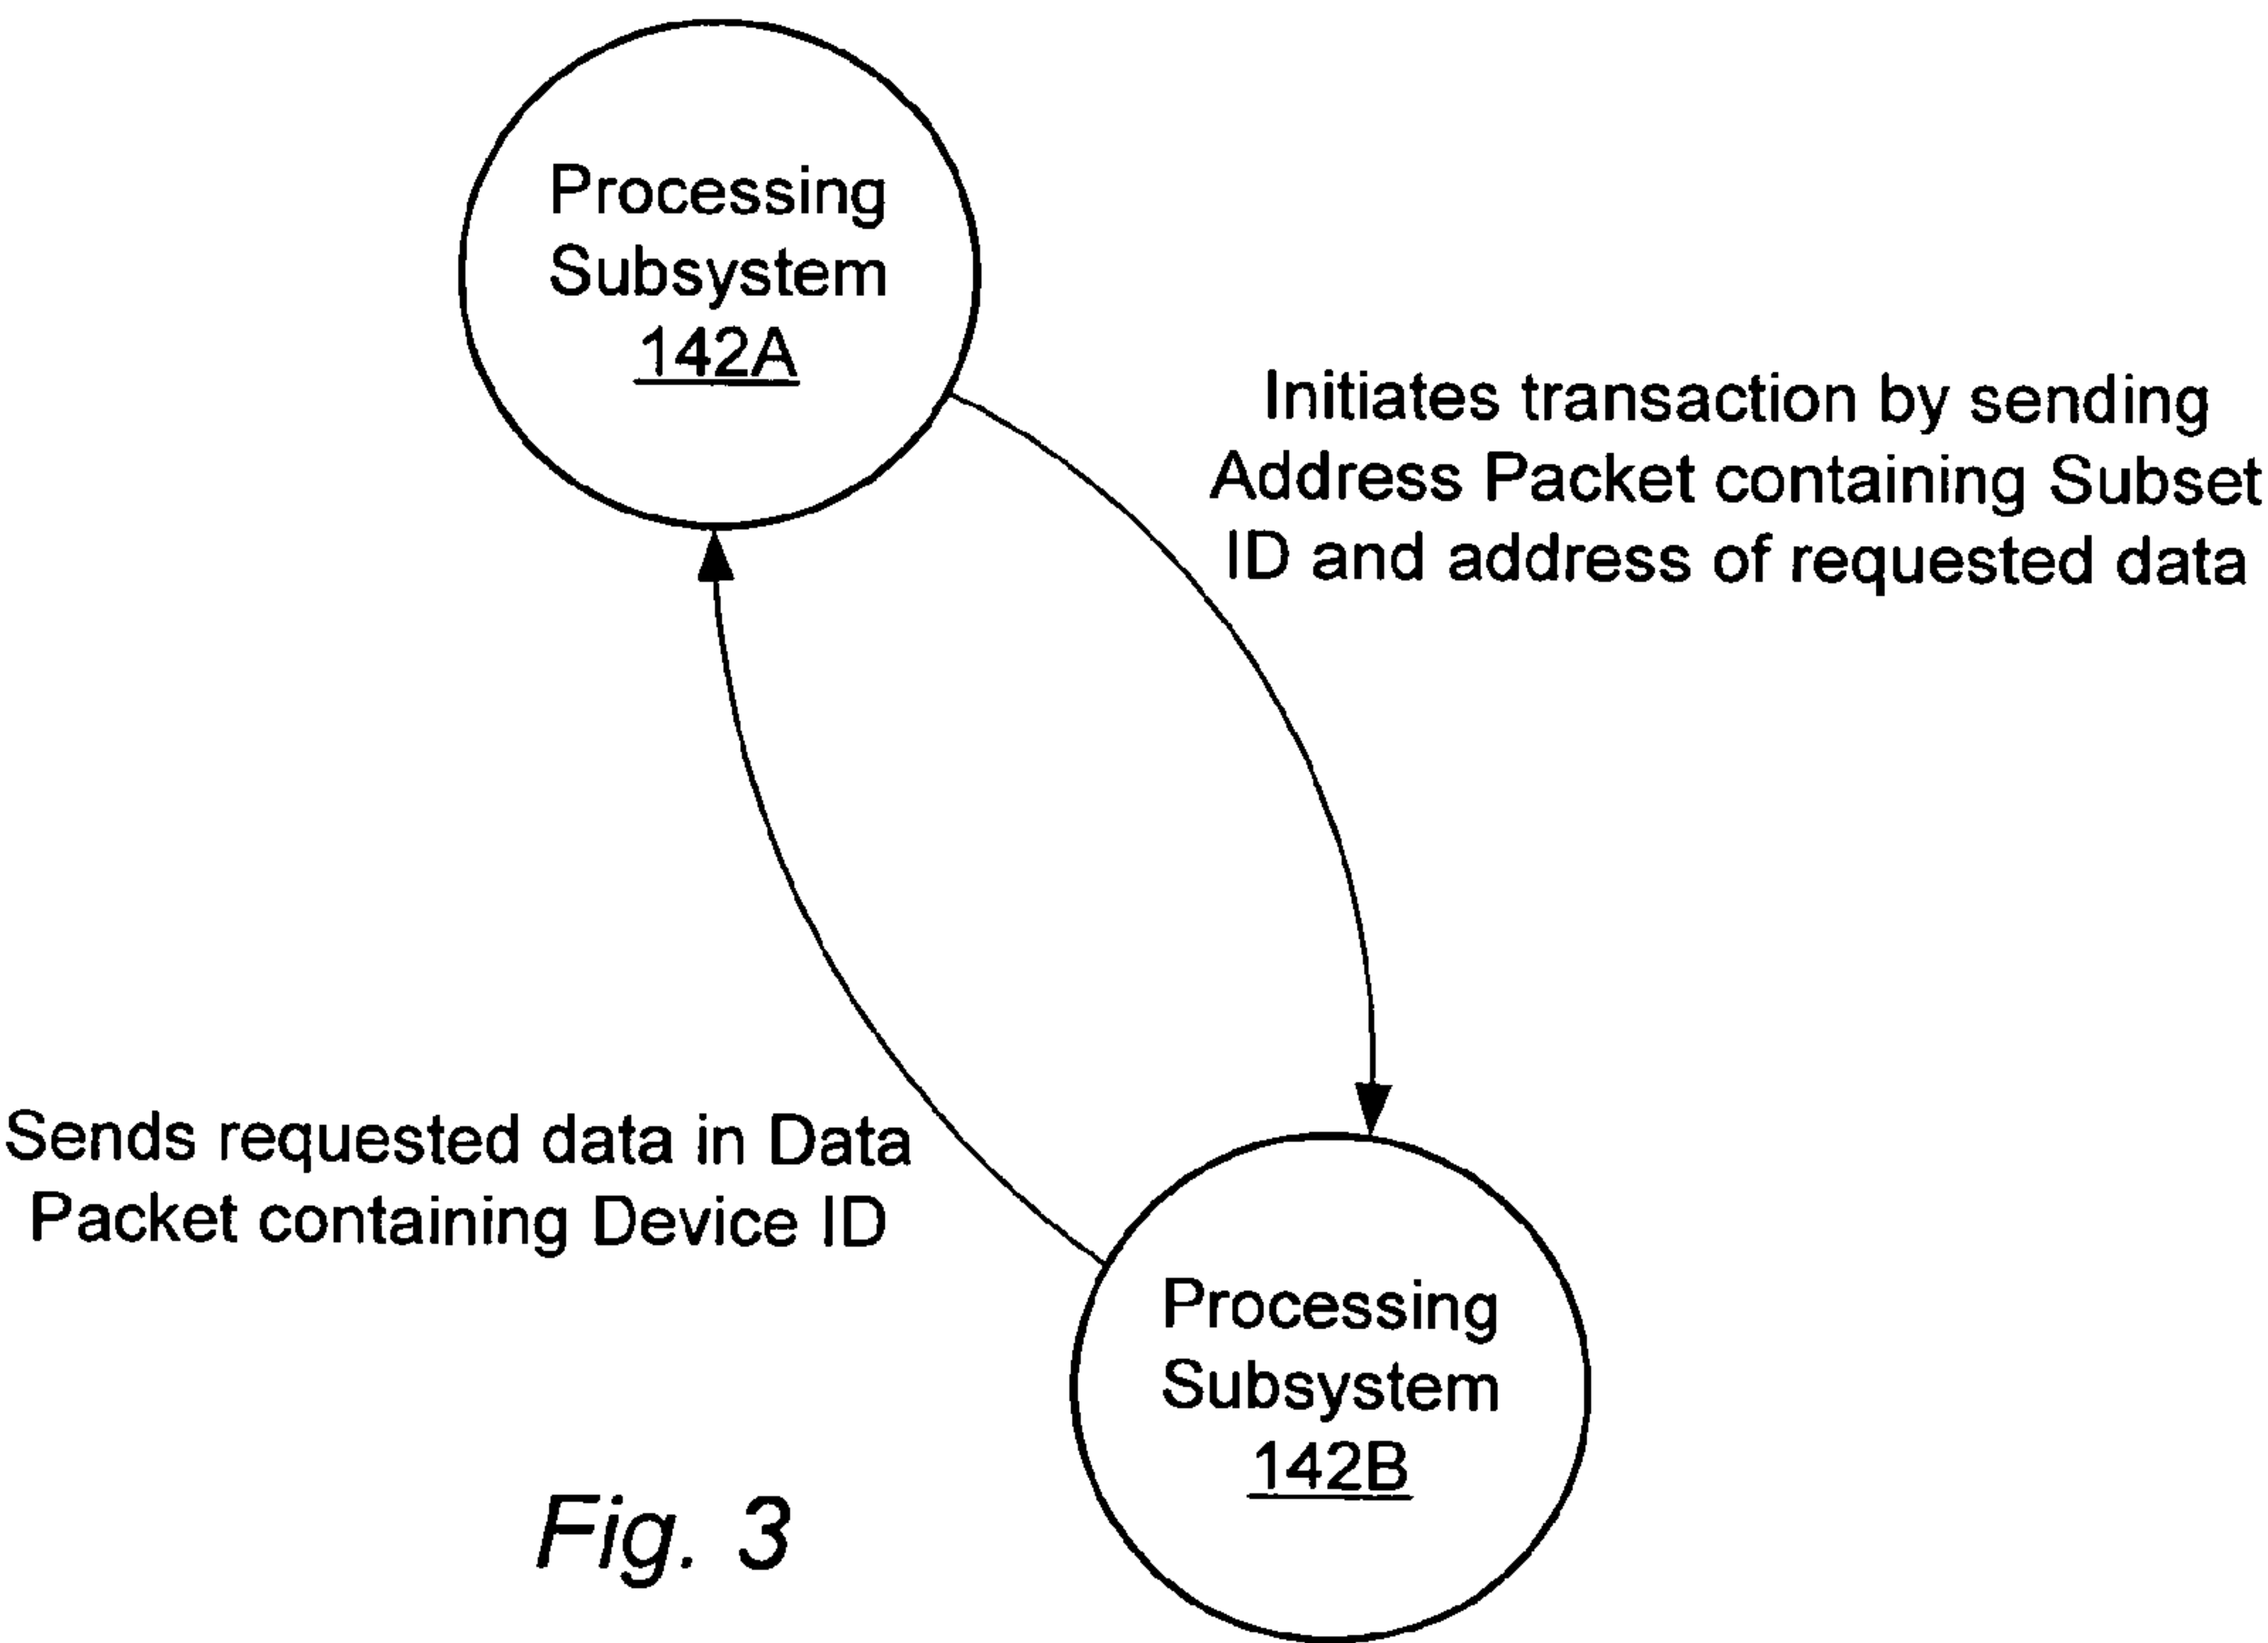 Processing
Subsystem
142A
Initiates transaction by sending
Address Packet containing Subset
ID and address of requested data
Sends requested data in Data
Packet containing Device ID
Processing
Subsystem
142B
Fig. 3